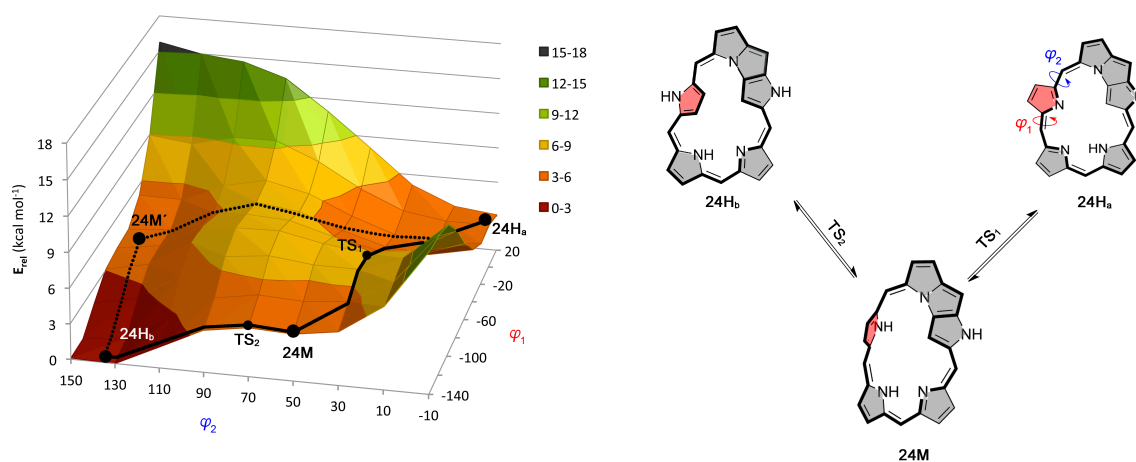 18
15
12
9
6
3
0
E_rel (kcal mol⁻¹)
150
130
110
90
70
50
30
10
-10
φ₂
20
-20
-60
-100
-140
φ₁
24M´
24H_b
TS₂
24M
TS₁
24H_a
15-18
12-15
9-12
6-9
3-6
0-3
N
HN
NH
NH
N
24H_b
φ₂
N
N
N
φ₁
N
HN
24H_a
TS₂
TS₁
N
NH
NH
NH
N
24M